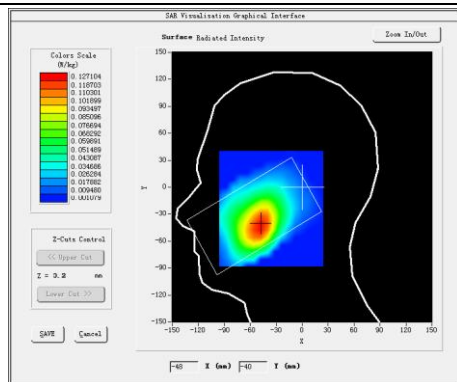 SAR Visualisation Graphical Interface
Surface Radiated Intensity
Zoom In/Out
Colors Scale
(W/kg)
0.127104
0.118703
0.110301
0.101899
0.093497
0.085096
0.076694
0.068292
0.059891
0.051489
0.043087
0.034686
0.026284
0.017882
0.009480
0.001079
150
120
90
60
30
0
-30
-60
-90
-120
-150
Y
-150 -120 -90 -60 -30 0 30 60 90 120 150
X
Z-Cuts Control
<< Upper Cut
Z = 3.2 mm
Lower Cut >>
SAVE Cancel
-48 X (mm) -40 Y (mm)